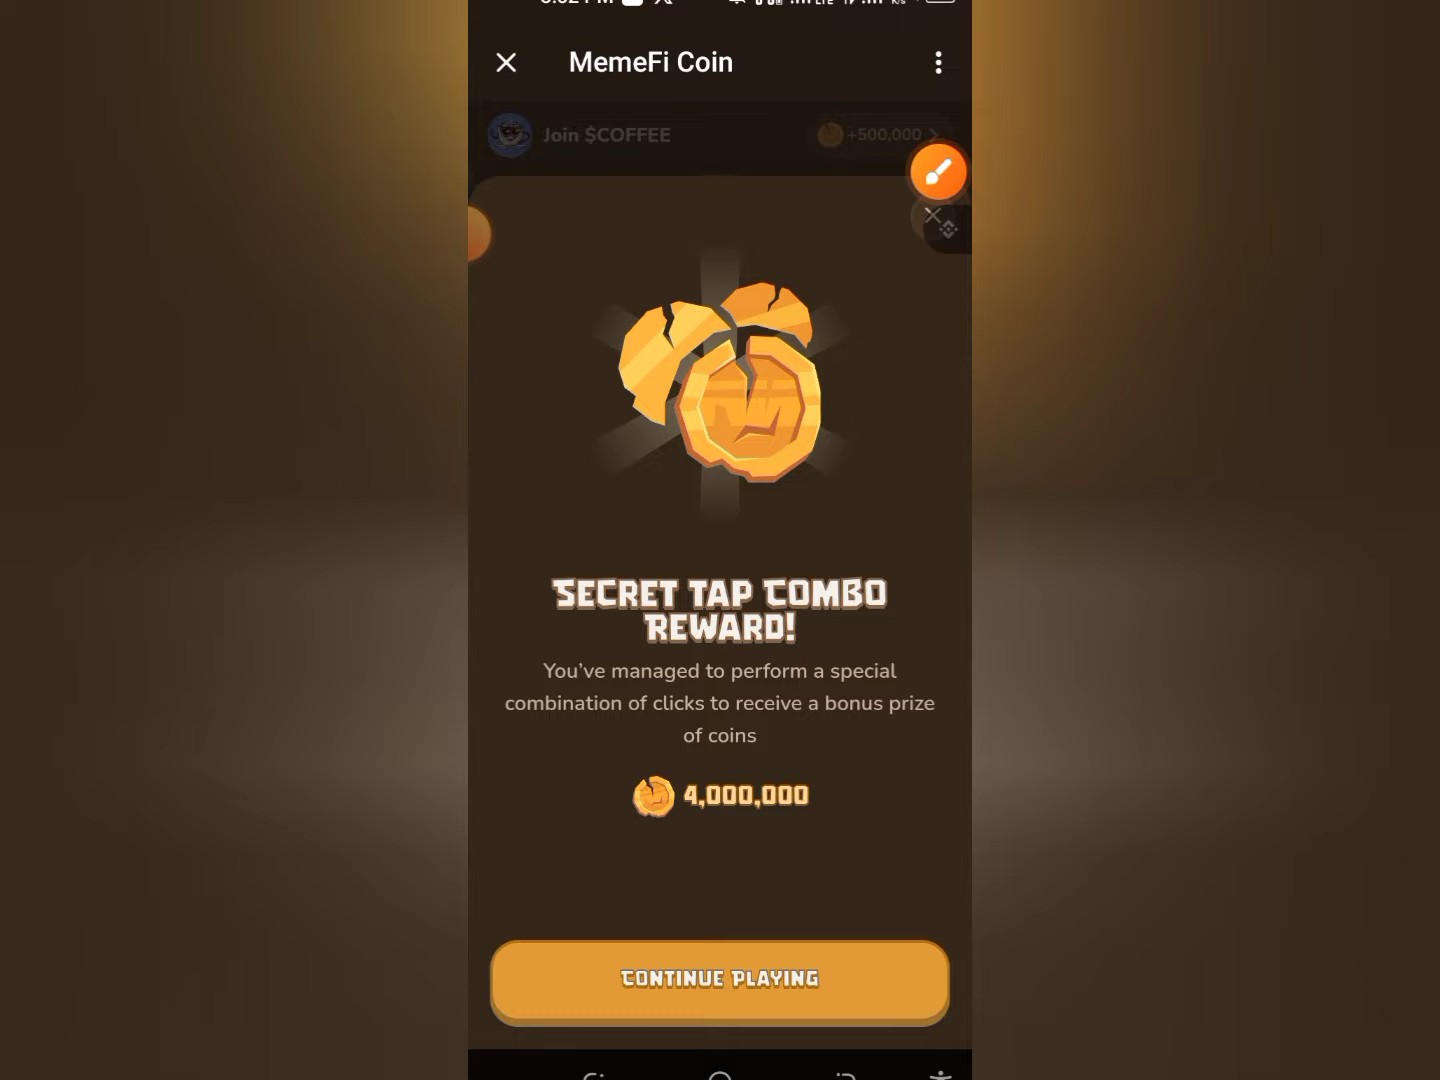 MemeFi Coin
Join $COFFEE
+500,000
SECRET TAP COMBO
REWARD!
You’ve managed to perform a special
combination of clicks to receive a bonus prize
of coins
4,000,000
CONTINUE PLAYING